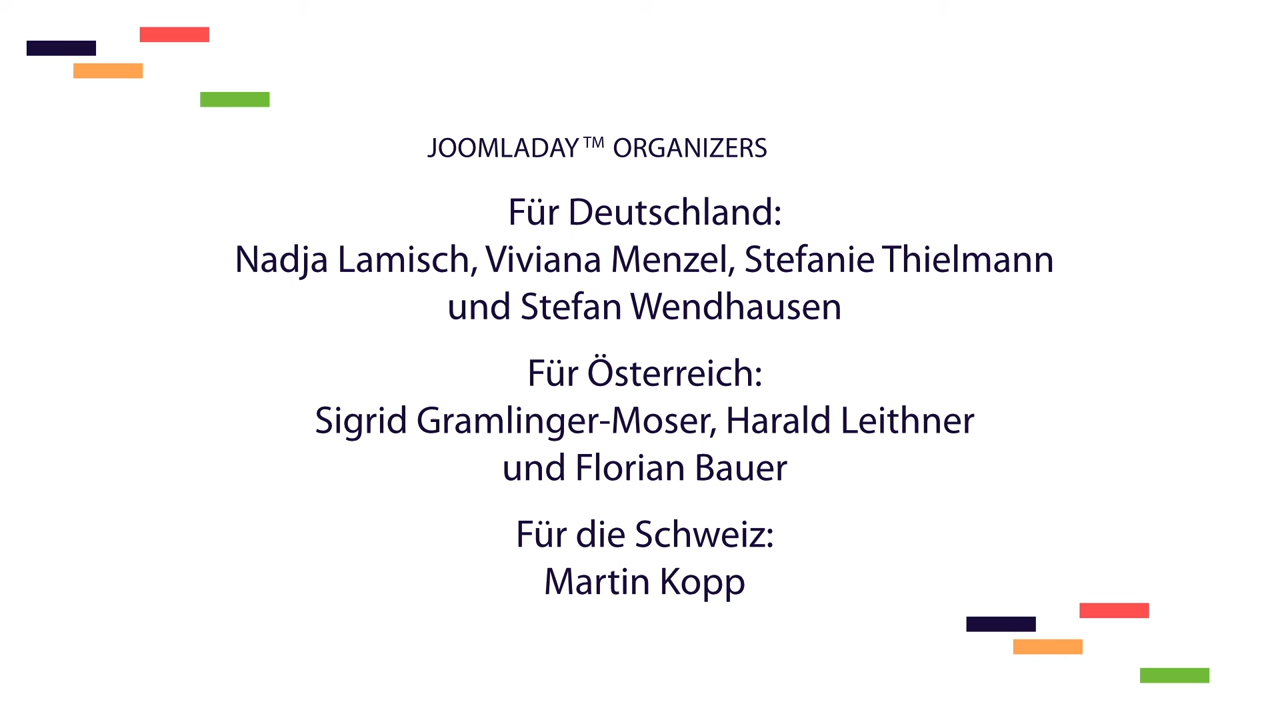 JOOMLADAY™ ORGANIZERS
Für Deutschland:
Nadja Lamisch, Viviana Menzel, Stefanie Thielmann
und Stefan Wendhausen
Für Österreich:
Sigrid Gramlinger-Moser, Harald Leithner
und Florian Bauer
Für die Schweiz:
Martin Kopp